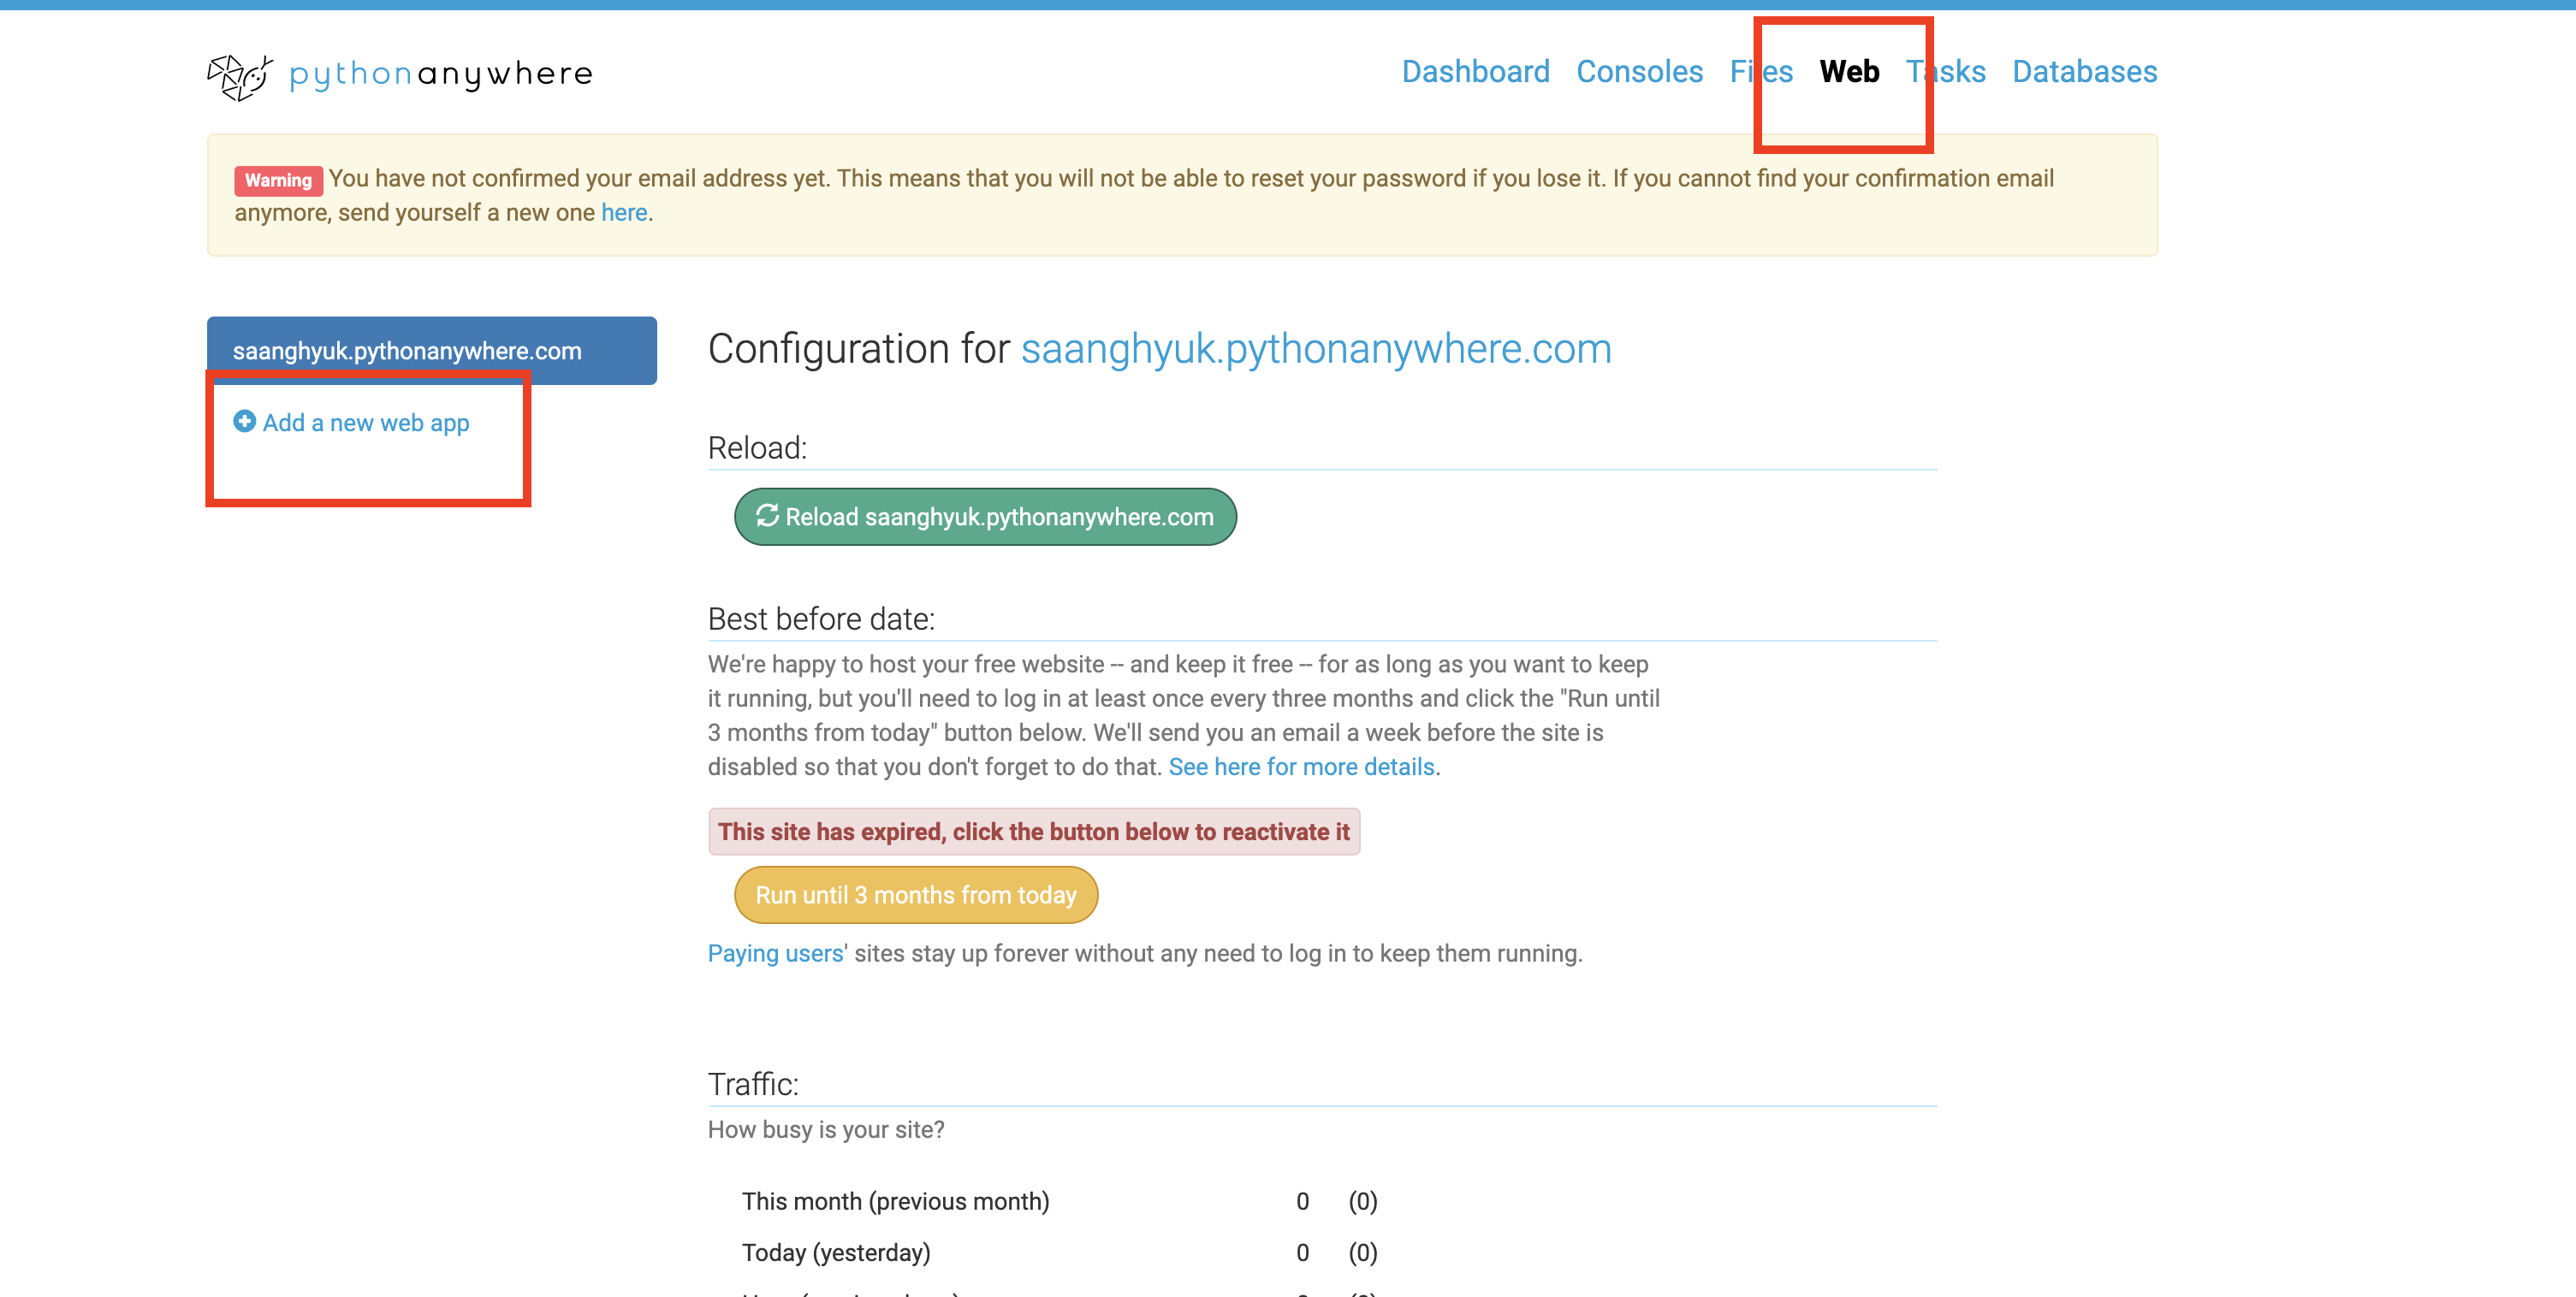 pythonanywhere
Dashboard Consoles Files Web Tasks Databases
Warning You have not confirmed your email address yet. This means that you will not be able to reset your password if you lose it. If you cannot find your confirmation email
anymore, send yourself a new one here.
saanghyuk.pythonanywhere.com
Add a new web app
Configuration for saanghyuk.pythonanywhere.com
Reload:
Reload saanghyuk.pythonanywhere.com
Best before date:
We're happy to host your free website -- and keep it free -- for as long as you want to keep
it running, but you'll need to log in at least once every three months and click the "Run until
3 months from today" button below. We'll send you an email a week before the site is
disabled so that you don't forget to do that. See here for more details.
This site has expired, click the button below to reactivate it
Run until 3 months from today
Paying users' sites stay up forever without any need to log in to keep them running.
Traffic:
How busy is your site?
This month (previous month) 0 (0)
Today (yesterday) 0 (0)